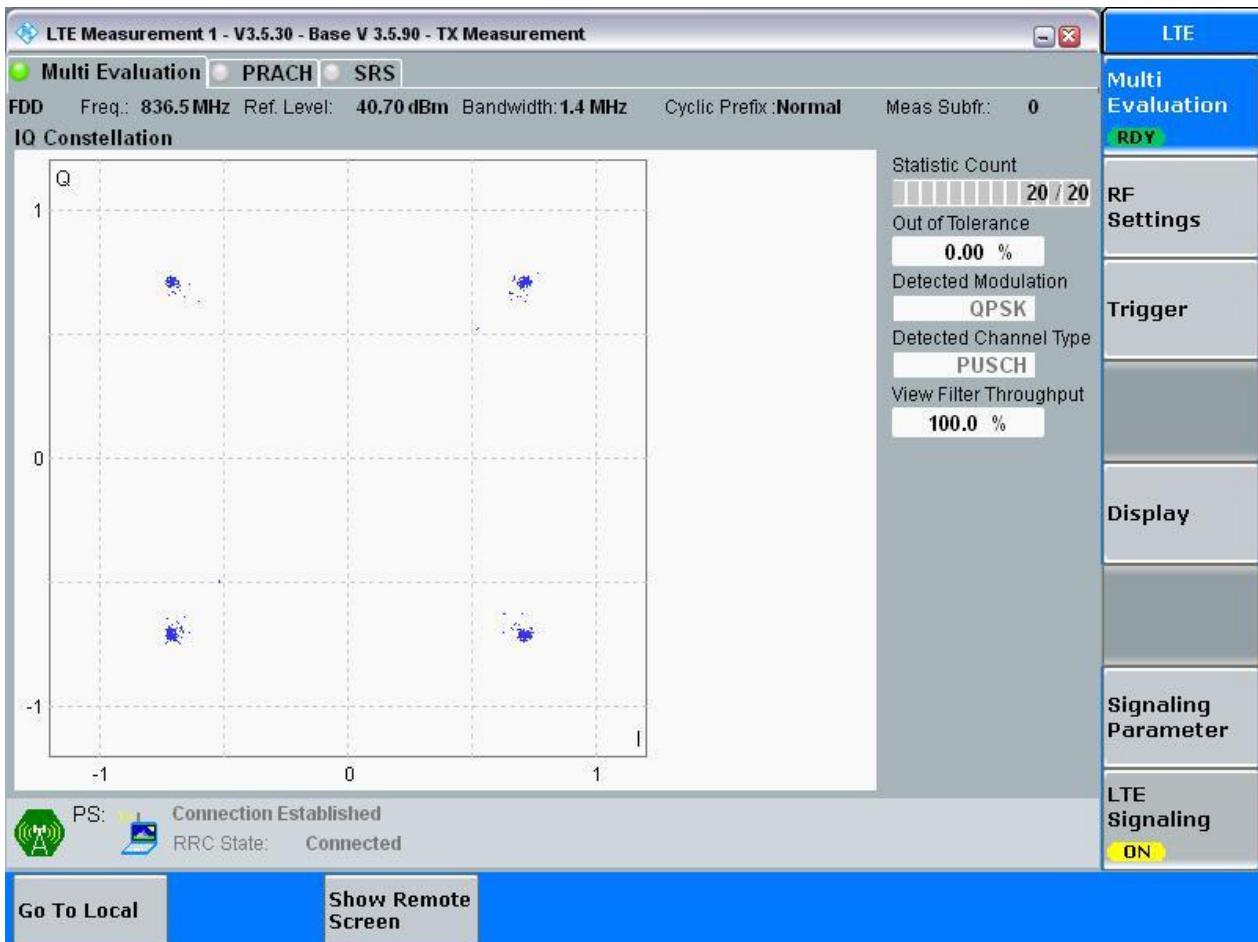 LTE Measurement 1 - V3.5.30 - Base V 3.5.90 - TX Measurement
LTE
Multi Evaluation PRACH SRS
FDD Freq.: 836.5 MHz Ref. Level: 40.70 dBm Bandwidth: 1.4 MHz Cyclic Prefix :Normal Meas Subfr.: 0
IQ Constellation
Q
1
0
-1
I
-1 0 1
Statistic Count
20 / 20
Out of Tolerance
0.00 %
Detected Modulation
QPSK
Detected Channel Type
PUSCH
View Filter Throughput
100.0 %
Multi
Evaluation
RDY
RF
Settings
Trigger
Display
Signaling
Parameter
LTE
Signaling
ON
PS: Connection Established
RRC State: Connected
Go To Local
Show Remote
Screen